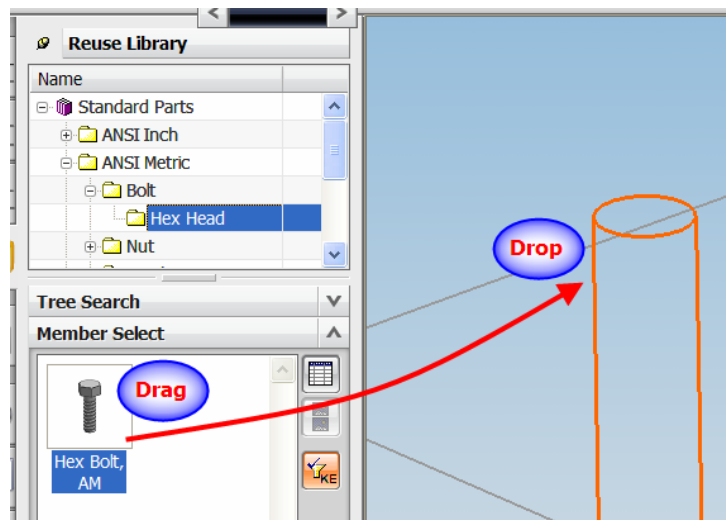 Reuse Library
Name
Standard Parts
ANSI Inch
ANSI Metric
Bolt
Hex Head
Nut
Drop
Tree Search
Member Select
Drag
Hex Bolt,
AM
KE